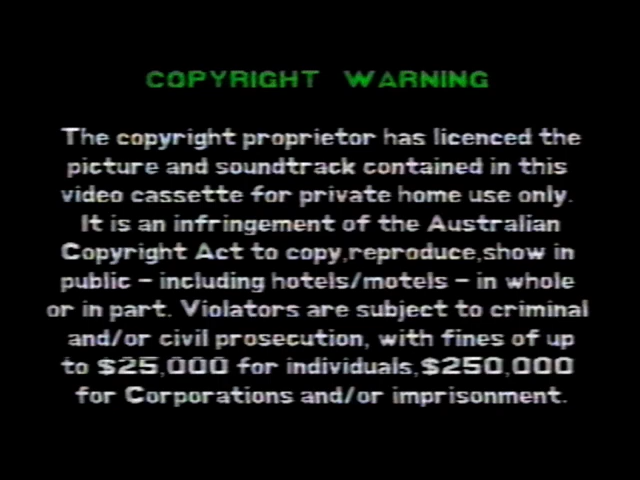 COPYRIGHT WARNING
The copyright proprietor has licenced the
picture and soundtrack contained in this
video cassette for private home use only.
It is an infringement of the Australian
Copyright Act to copy,reproduce,show in
public - including hotels/motels - in whole
or in part. Violators are subject to criminal
and/or civil prosecution, with fines of up
to $25,000 for individuals,$250,000
for Corporations and/or imprisonment.